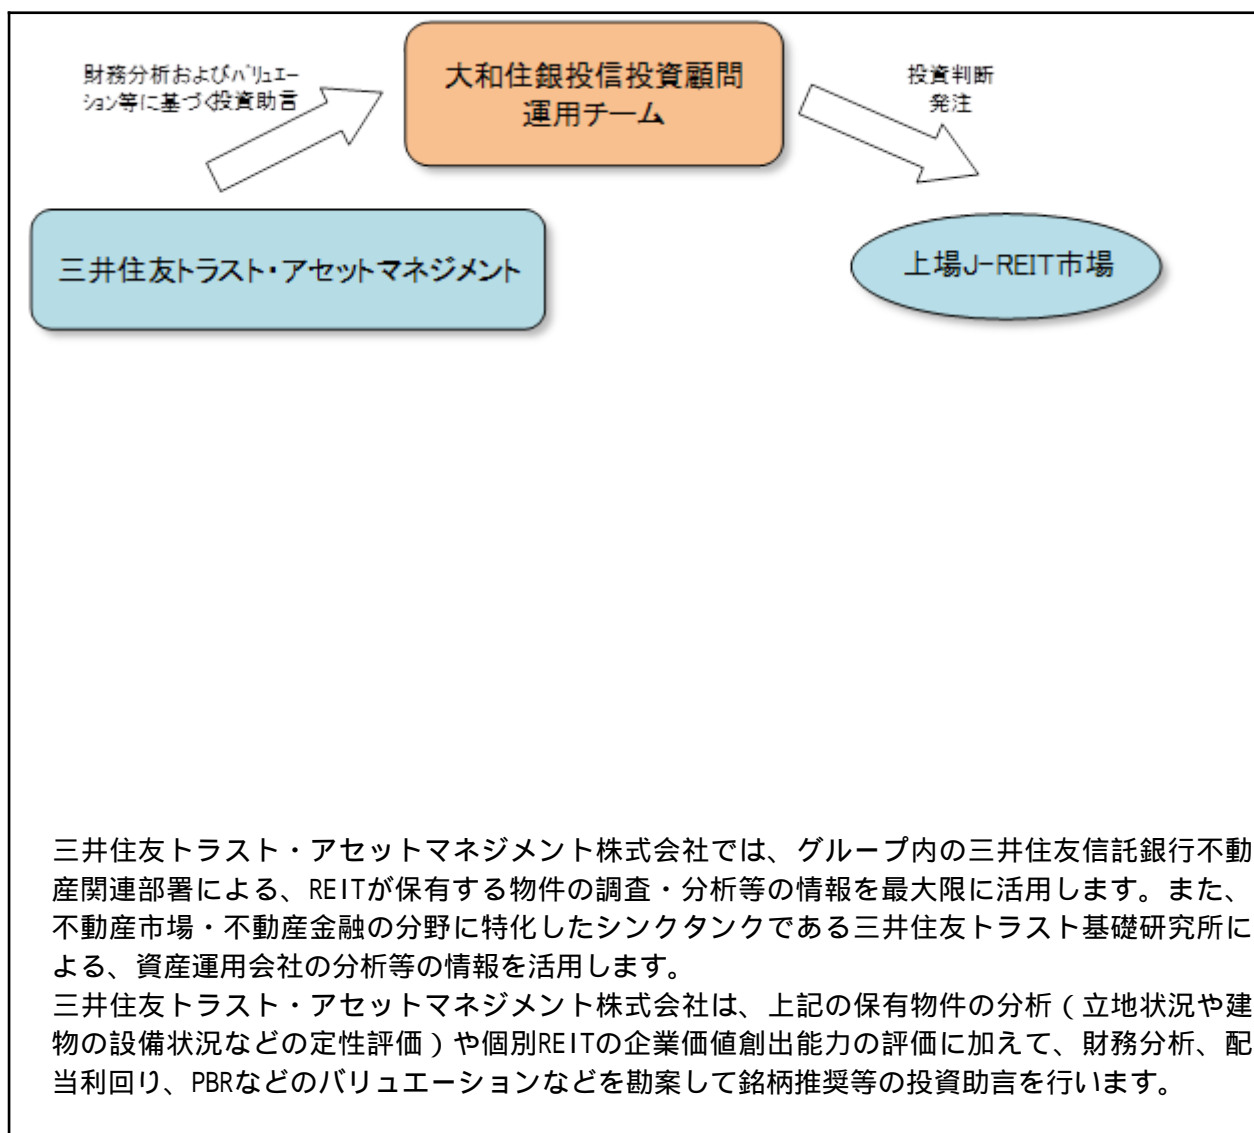 財務分析およびバリュエー
ション等に基づく投資助言
大和住銀投信投資顧問
運用チーム
投資判断
発注
三井住友トラスト・アセットマネジメント
上場J-REIT市場
三井住友トラスト・アセットマネジメント株式会社では、グループ内の三井住友信託銀行不動
産関連部署による、REITが保有する物件の調査・分析等の情報を最大限に活用します。また、
不動産市場・不動産金融の分野に特化したシンクタンクである三井住友トラスト基礎研究所に
よる、資産運用会社の分析等の情報を活用します。
三井住友トラスト・アセットマネジメント株式会社は、上記の保有物件の分析（立地状況や建
物の設備状況などの定性評価）や個別REITの企業価値創出能力の評価に加えて、財務分析、配
当利回り、PBRなどのバリュエーションなどを勘案して銘柄推奨等の投資助言を行います。